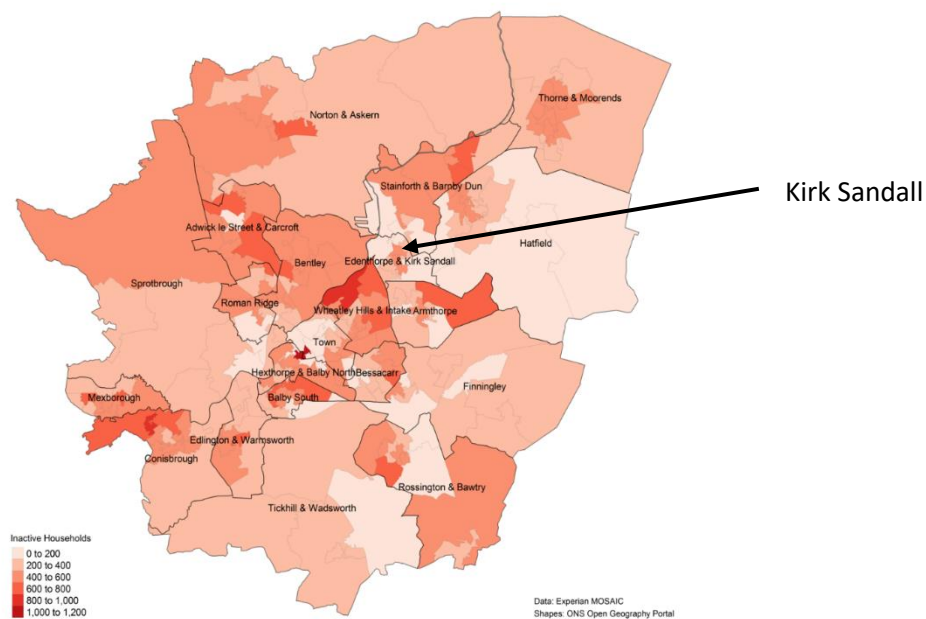 Norton & Askern
Thorne & Moorends
Stainforth & Barnby Dun
Kirk Sandall
Adwick le Street & Carcroft
Hatfield
Bentley
Edenthorpe & Kirk Sandall
Sprotbrough
Roman Ridge
Wheatley Hills & Intake
Armthorpe
Town
Hexthorpe & Balby North
Bessacarr
Finningley
Mexborough
Balby South
Edlington & Warmsworth
Conisbrough
Rossington & Bawtry
Tickhill & Wadsworth
Inactive Households
0 to 200
200 to 400
400 to 600
600 to 800
800 to 1,000
1,000 to 1,200
Data: Experian MOSAIC
Shapes: ONS Open Geography Portal